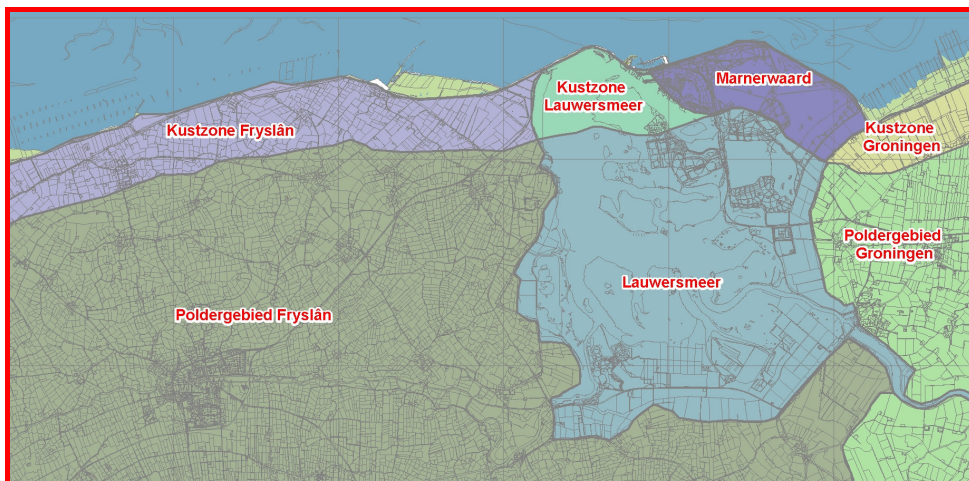 Marnerwaard
Kustzone
Lauwersmeer
Kustzone Fryslân
Kustzone
Groningen
Poldergebied
Groningen
Lauwersmeer
Poldergebied Fryslân